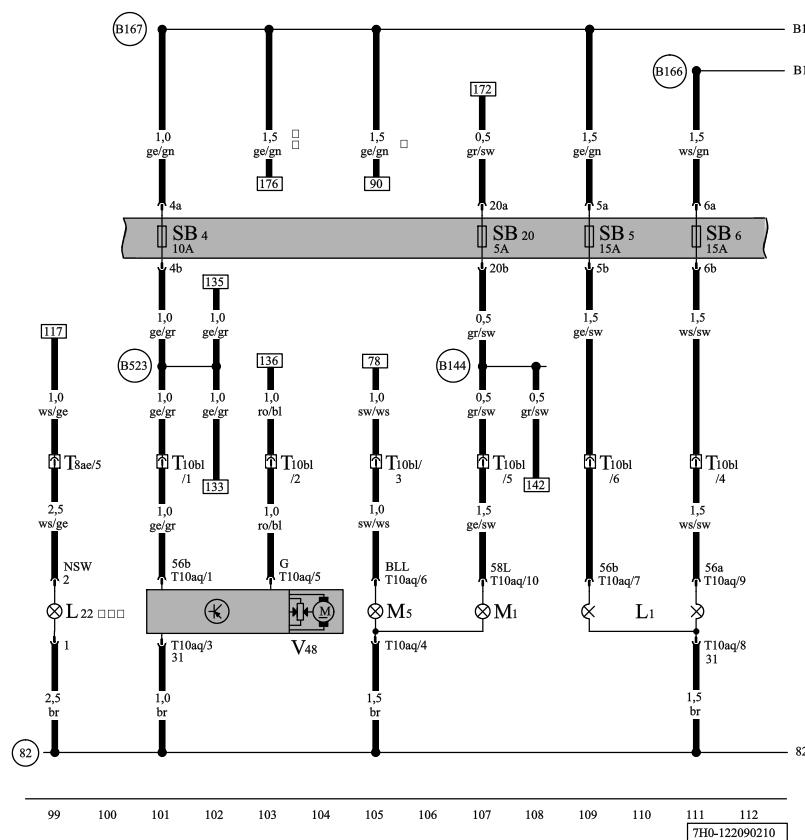 B167
B1
B166
B1
172
1,0 1,5 1,5 0,5 1,5 1,5
ge/gn ge/gn ge/gn gr/sw ge/gn ws/gn
176 90
4a 20a 5a 6a
SB 4 SB 20 SB 5 SB 6
10A 5A 15A 15A
4b 20b 5b 6b
135
1,0 1,0 0,5 1,5 1,5
ge/gr ge/gr gr/sw ge/sw ws/sw
117
B523 136 78 B144
1,0 1,0 1,0 1,0 1,0 0,5 0,5
ws/ge ge/gr ge/gr ro/bl sw/ws gr/sw gr/sw
T8ae/5 T10bl T10bl T10bl/ T10bl T10bl T10bl
/1 /2 3 /5 /6 /4
133 142
2,5 1,0 1,0 1,0 1,5 1,5
ws/ge ge/gr ro/bl sw/ws ge/sw ws/sw
NSW 56b G BLL 58L 56b 56a
2 T10aq/1 T10aq/5 T10aq/6 T10aq/10 T10aq/7 T10aq/9
L22 M M5 M1 L1
1 T10aq/3 V48 T10aq/4 T10aq/8
31 31
2,5 1,0 1,5 1,5
br br br br
82 82
99 100 101 102 103 104 105 106 107 108 109 110 111 112
7H0-122090210